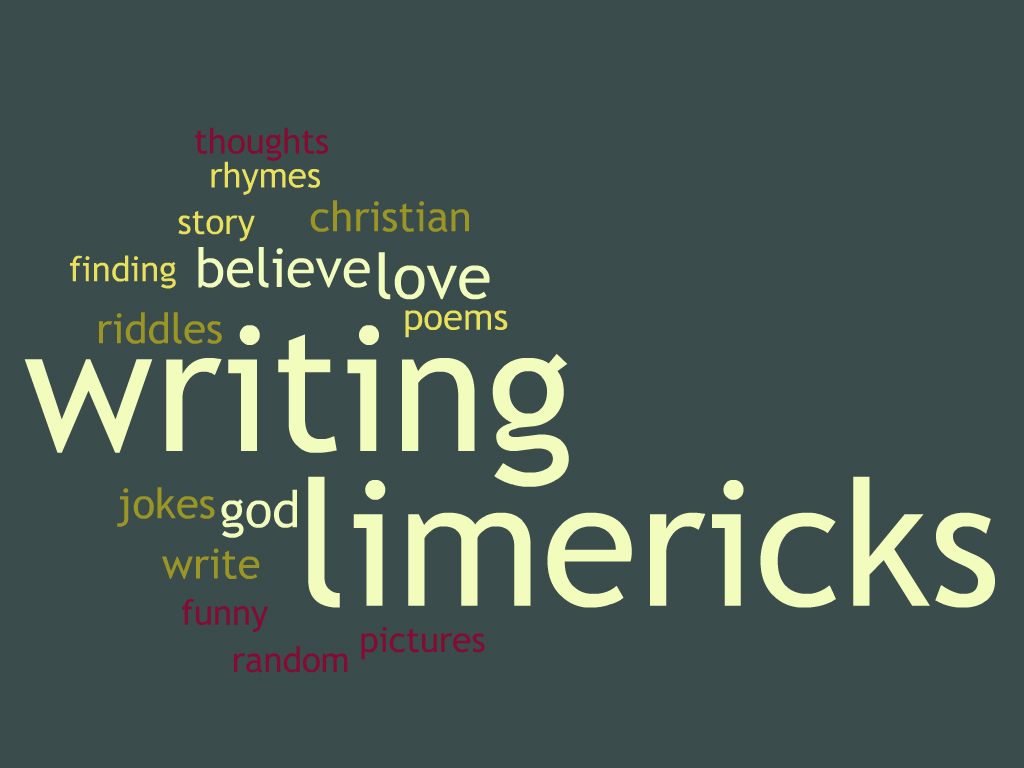 thoughts
rhymes
story christian
finding believe love
riddles poems
writing
jokes god limericks
write
funny
random pictures